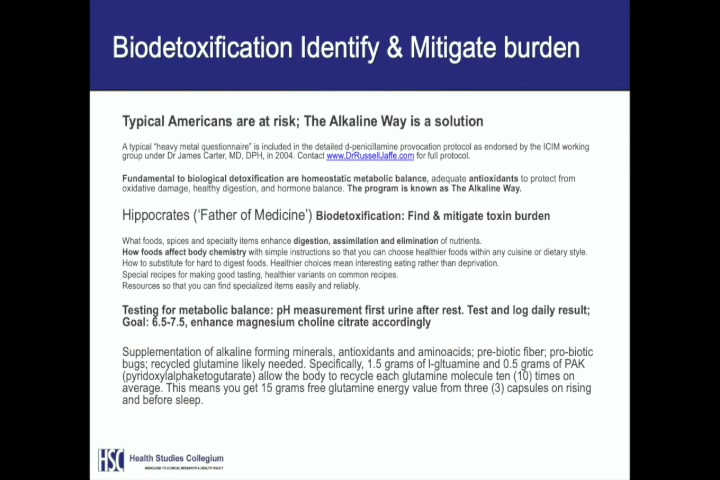 Biodetoxification Identify & Mitigate burden
Typical Americans are at risk; The Alkaline Way is a solution
A typical “heavy metal questionnaire” is included in the detailed d-penicillamine provocation protocol as endorsed by the ICIM working
group under Dr James Carter, MD, DPH, in 2004. Contact www.DrRussellJaffe.com for full protocol.
Fundamental to biological detoxification are homeostatic metabolic balance, adequate antioxidants to protect from
oxidative damage, healthy digestion, and hormone balance. The program is known as The Alkaline Way.
Hippocrates (‘Father of Medicine’) Biodetoxification: Find & mitigate toxin burden
What foods, spices and specialty items enhance digestion, assimilation and elimination of nutrients.
How foods affect body chemistry with simple instructions so that you can choose healthier foods within any cuisine or dietary style.
How to substitute for hard to digest foods. Healthier choices mean interesting eating rather than deprivation.
Special recipes for making good tasting, healthier variants on common recipes.
Resources so that you can find specialized items easily and reliably.
Testing for metabolic balance: pH measurement first urine after rest. Test and log daily result;
Goal: 6.5-7.5, enhance magnesium choline citrate accordingly
Supplementation of alkaline forming minerals, antioxidants and aminoacids; pre-biotic fiber; pro-biotic
bugs; recycled glutamine likely needed. Specifically, 1.5 grams of l-gltuamine and 0.5 grams of PAK
(pyridoxylalphaketogutarate) allow the body to recycle each glutamine molecule ten (10) times on
average. This means you get 15 grams free glutamine energy value from three (3) capsules on rising
and before sleep.
HSC Health Studies Collegium
DEDICATED TO CLINICAL RESEARCH & HEALTH POLICY